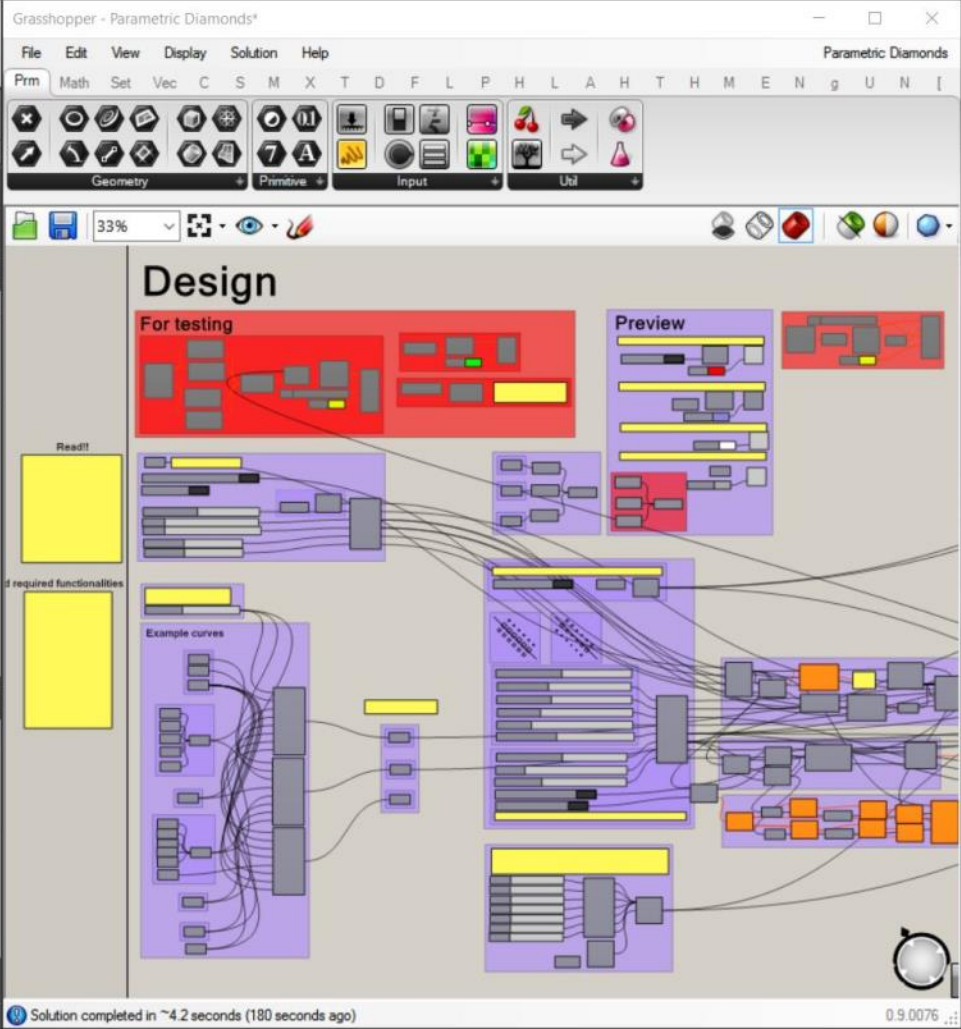 Grasshopper - Parametric Diamonds*
File Edit View Display Solution Help Parametric Diamonds
Prm Math Set Vec C S M X T D F L P H L A H T H M E N g U N [
Geometry Primitive Input Util
33%
Design
For testing
Preview
Read!!
d required functionalities
Example curves
Solution completed in ~4.2 seconds (180 seconds ago) 0.9.0076